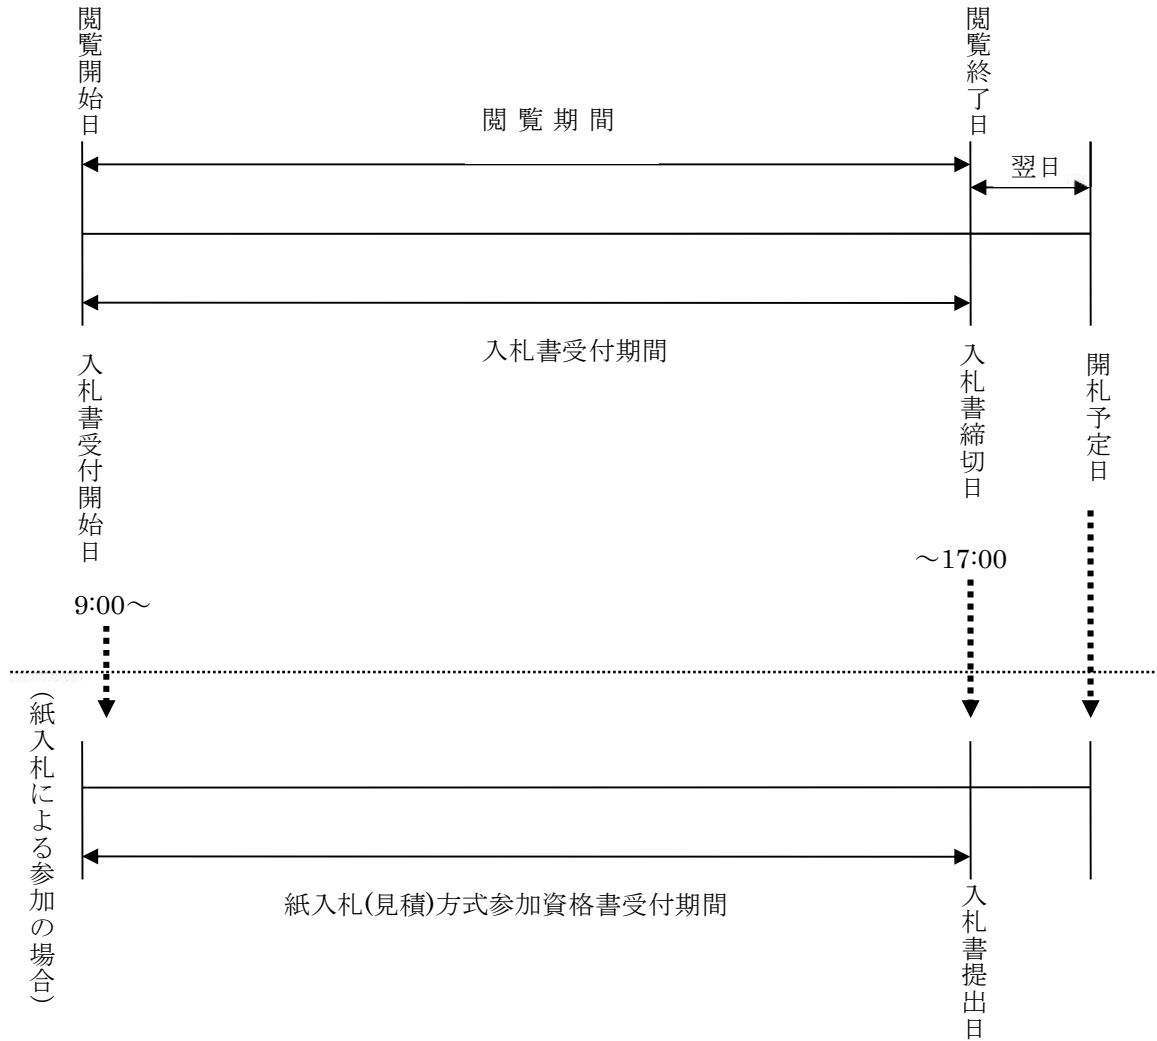 閲覧開始日
閲覧終了日
閲覧期間
翌日
入札書受付期間
入札書受付開始日
入札書締切日
開札予定日
～17:00
9:00～
（紙入札による参加の場合）
紙入札(見積)方式参加資格書受付期間
入札書提出日